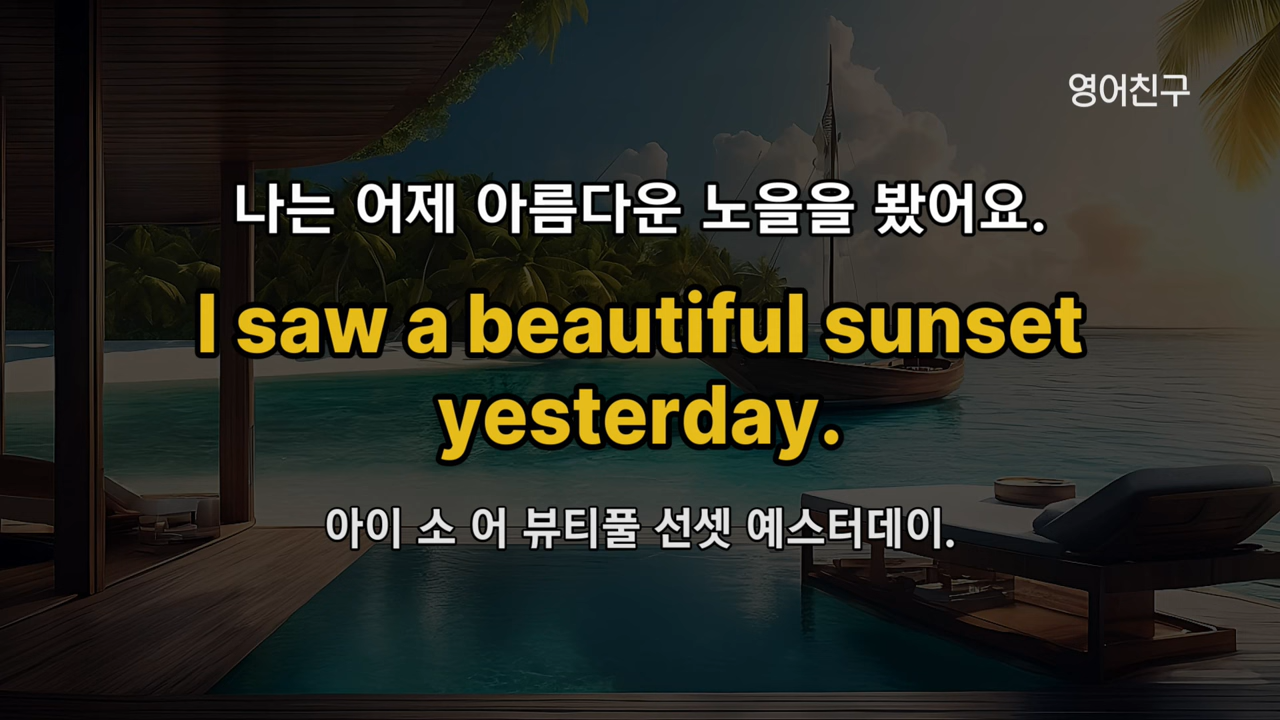 영어친구
나는 어제 아름다운 노을을 봤어요.
I saw a beautiful sunset
yesterday.
아이 소 어 뷰티풀 선셋 예스터데이.